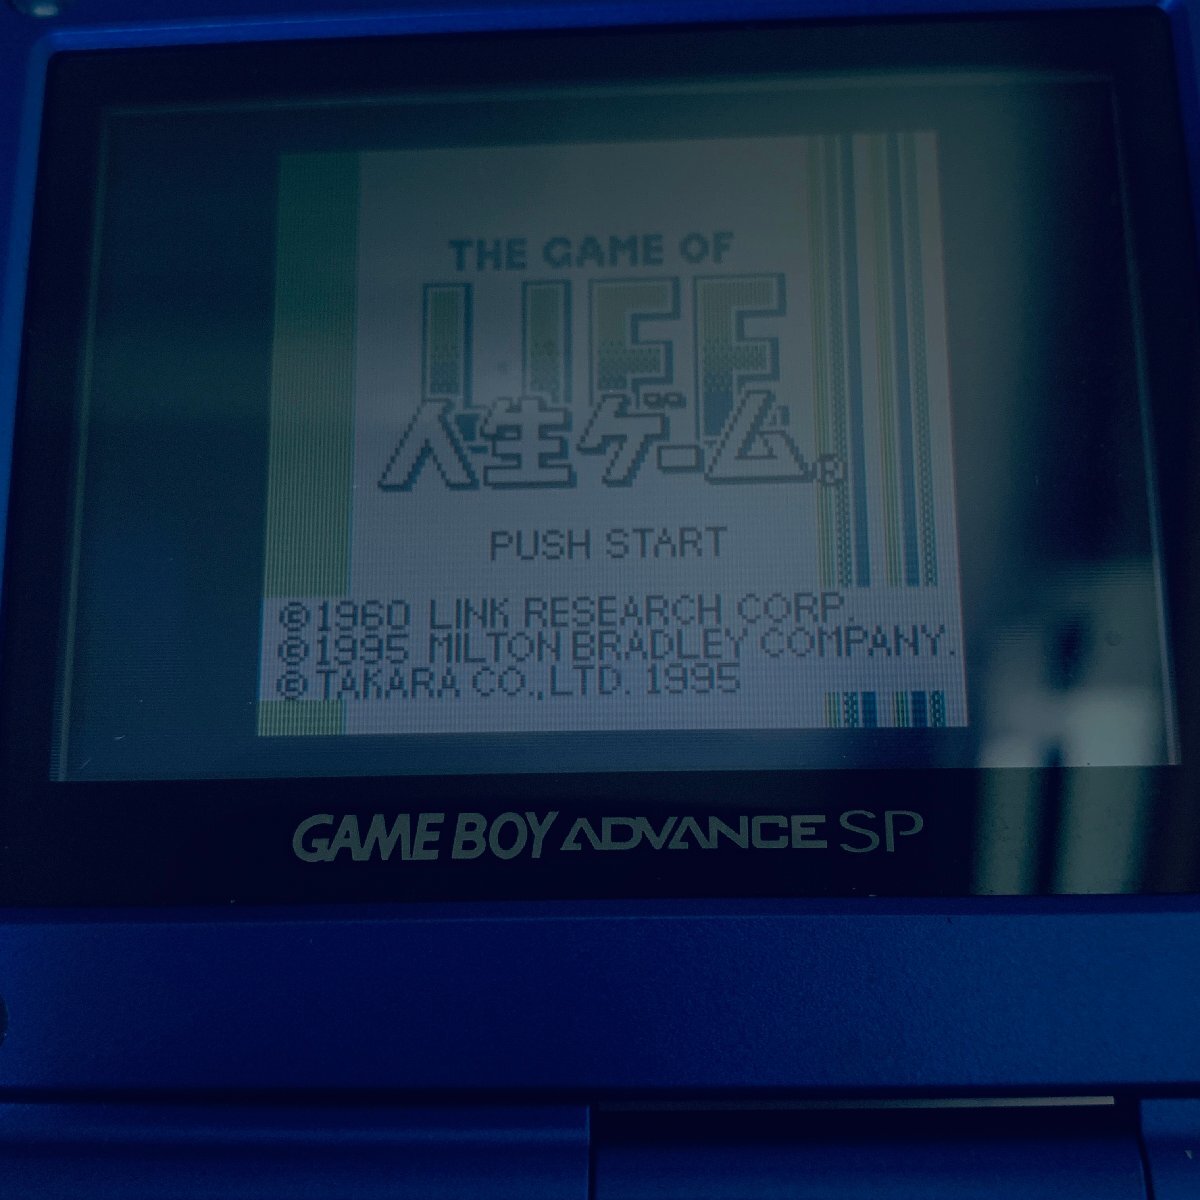 THE GAME OF
LIFE
人生ゲーム®
PUSH START
©1960 LINK RESEARCH CORP.
©1995 MILTON BRADLEY COMPANY.
©TAKARA CO.,LTD. 1995
GAME BOY ADVANCE SP